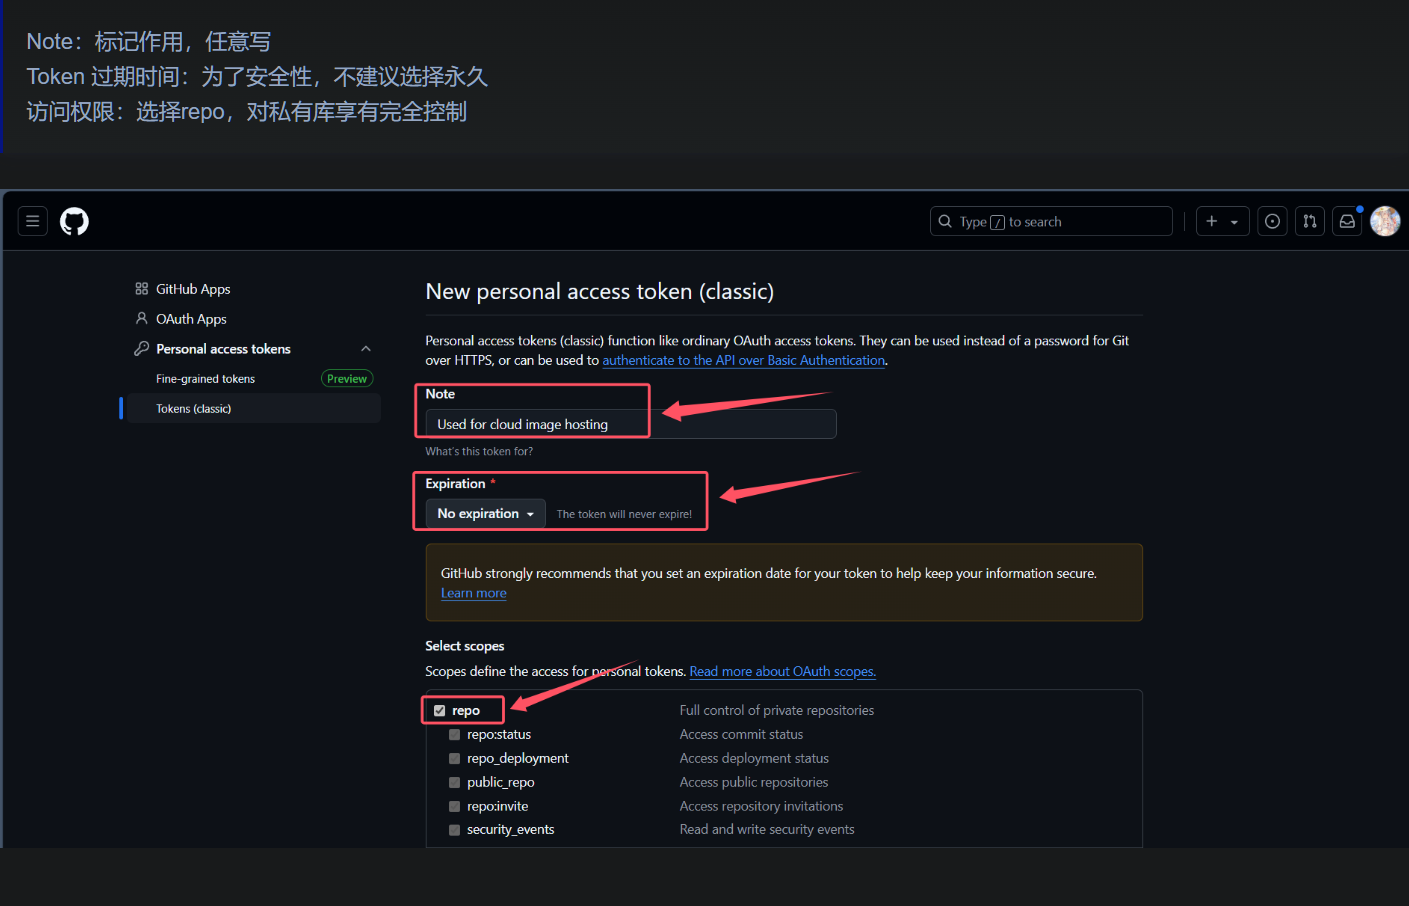 Note：标记作用，任意写
Token 过期时间：为了安全性，不建议选择永久
访问权限：选择repo，对私有库享有完全控制
Type / to search
GitHub Apps
OAuth Apps
Personal access tokens
Fine-grained tokens Preview
Tokens (classic)
New personal access token (classic)
Personal access tokens (classic) function like ordinary OAuth access tokens. They can be used instead of a password for Git
over HTTPS, or can be used to authenticate to the API over Basic Authentication.
Note
Used for cloud image hosting
What's this token for?
Expiration *
No expiration The token will never expire!
GitHub strongly recommends that you set an expiration date for your token to help keep your information secure.
Learn more
Select scopes
Scopes define the access for personal tokens. Read more about OAuth scopes.
repo Full control of private repositories
repo:status Access commit status
repo_deployment Access deployment status
public_repo Access public repositories
repo:invite Access repository invitations
security_events Read and write security events